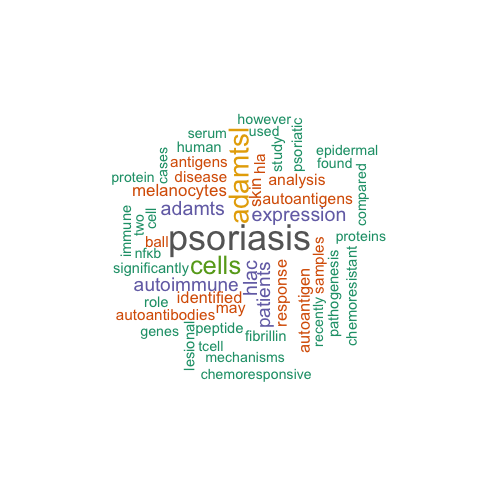 however
serum
used
human
study
psoriatic
adamtsl
epidermal
cases
antigens
hla
found
protein
disease
skin
analysis
compared
melanocytes
autoantigens
immune
two
cell
adamts
expression
ball
psoriasis
proteins
nfkb
significantly
cells
hlac
patients
response
samples
autoimmune
autoantigen
recently
pathogenesis
chemoresistant
role
identified
may
autoantibodies
genes
peptide
fibrillin
lesional
tcell
mechanisms
chemoresponsive